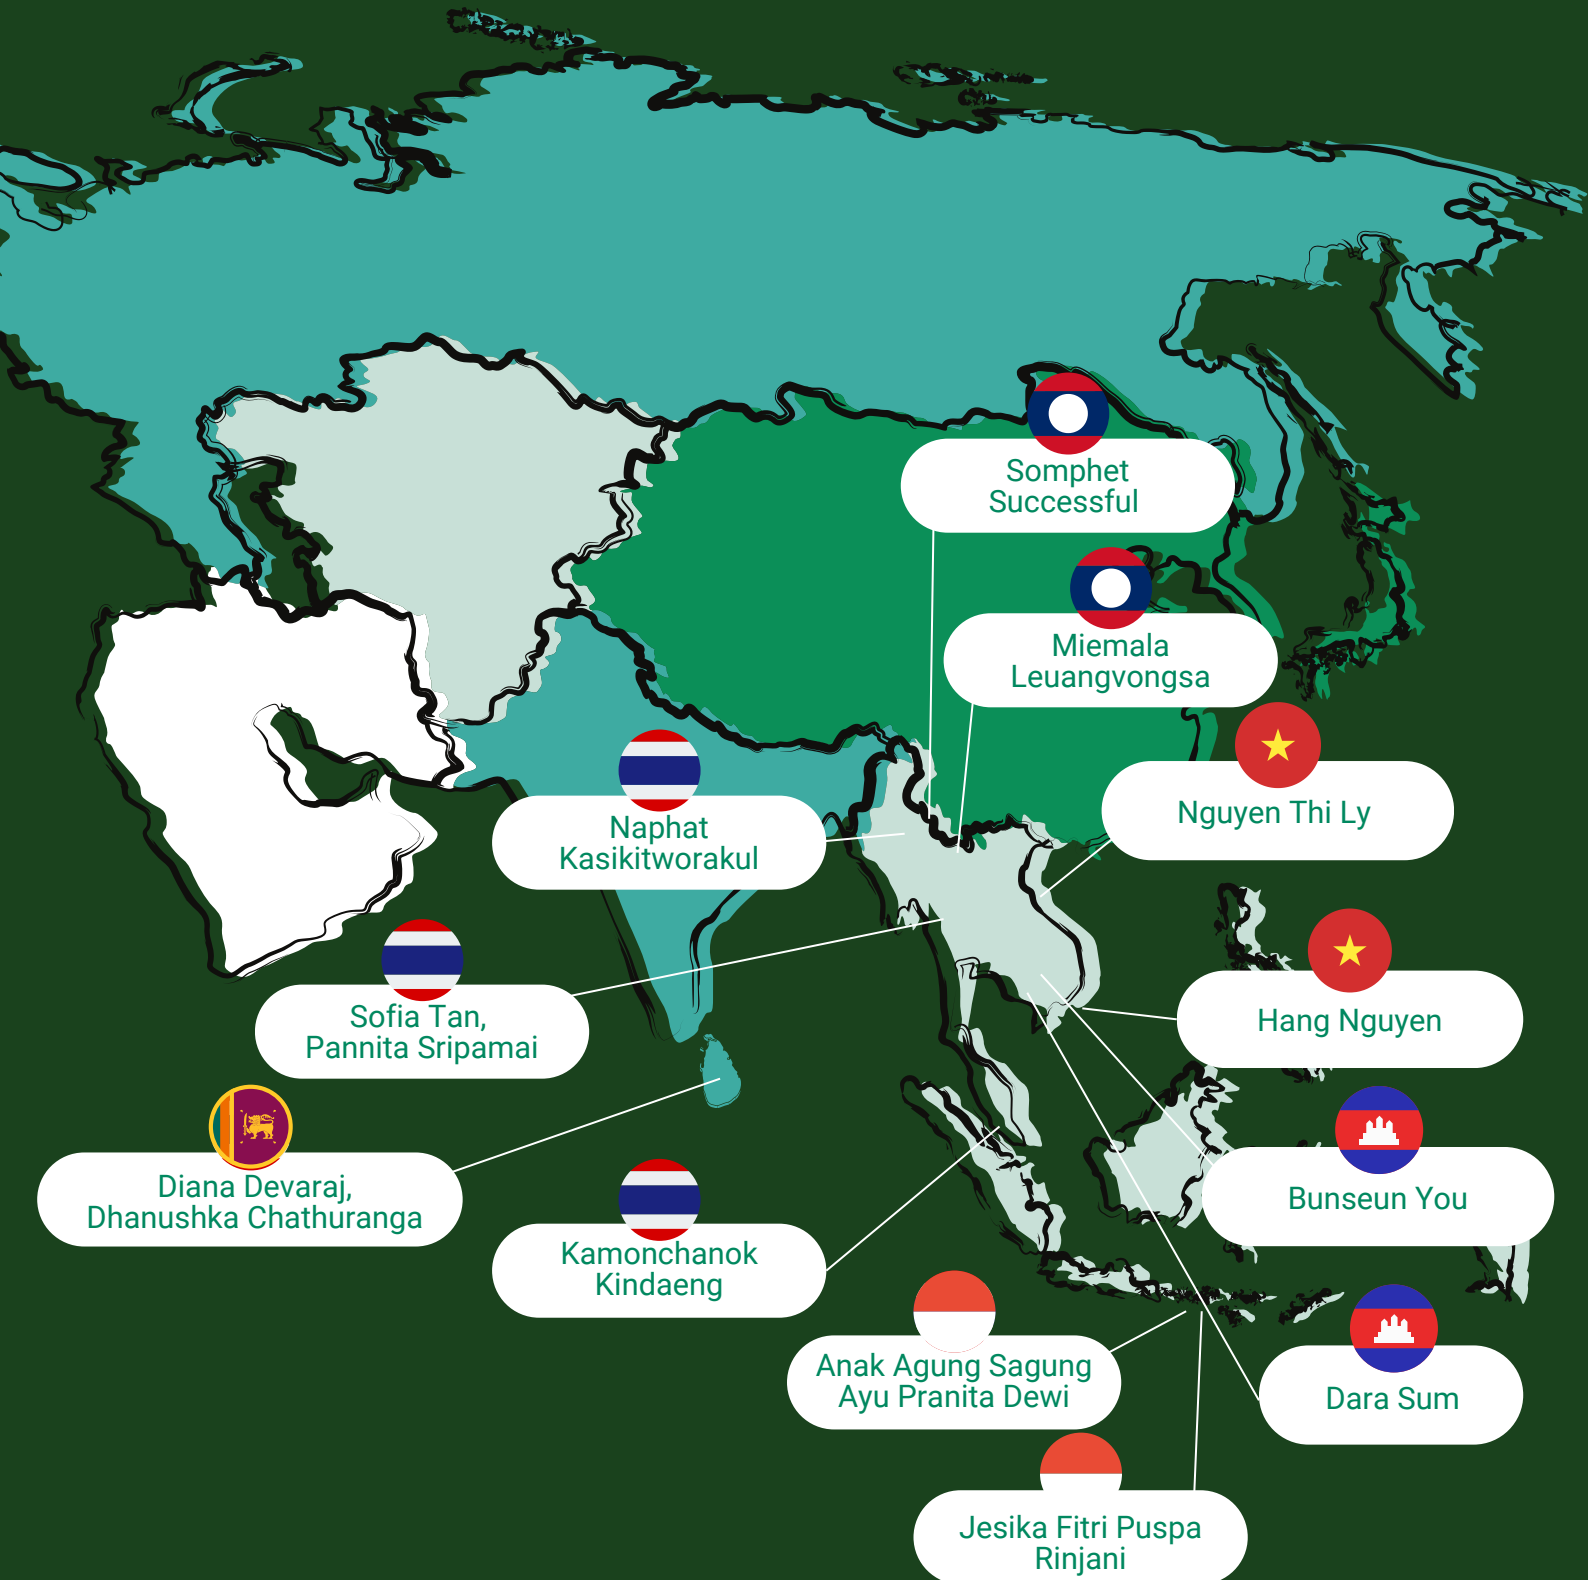 Somphet
Successful
Miemala
Leuangvongsa
Nguyen Thi Ly
Naphat
Kasikitworakul
Sofia Tan,
Pannita Sripamai
Hang Nguyen
Diana Devaraj,
Dhanushka Chathuranga
Bunseun You
Kamonchanok
Kindaeng
Anak Agung Sagung
Ayu Pranita Dewi
Dara Sum
Jesika Fitri Puspa
Rinjani